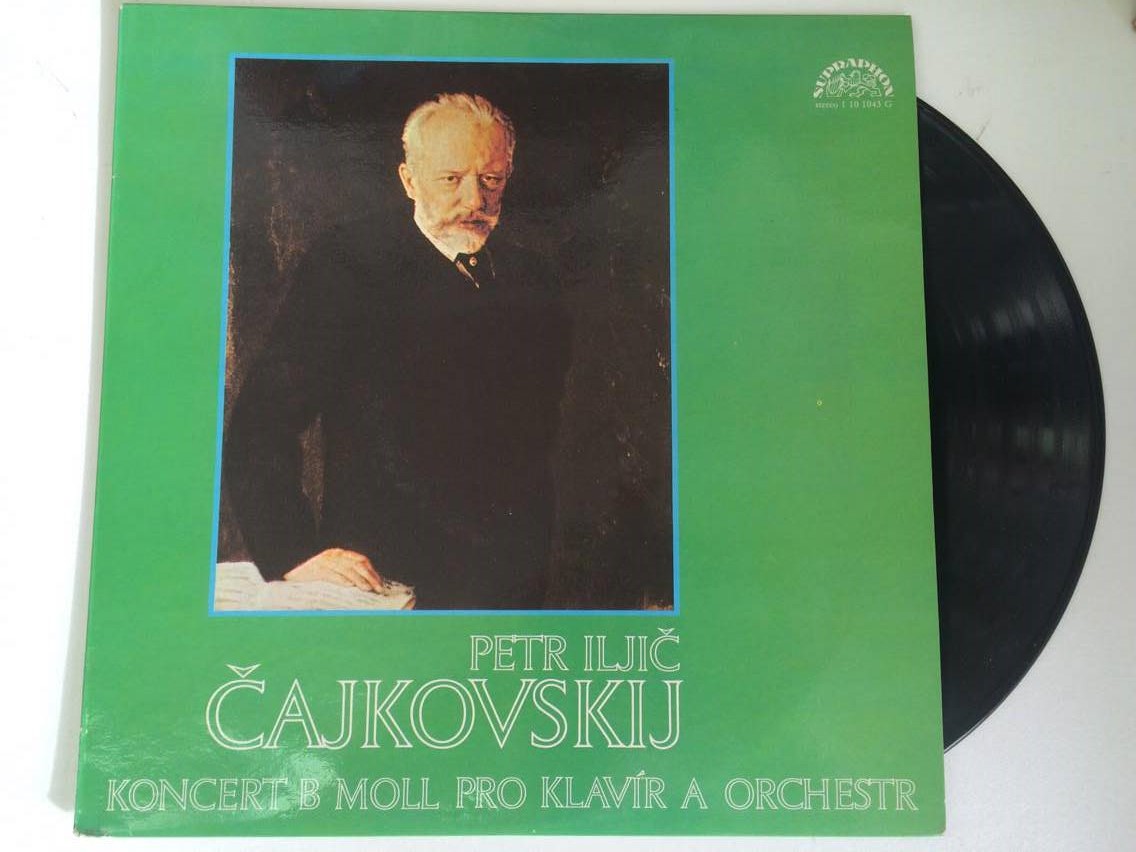 SUPRAPHON
stereo 1 10 1043 G
PETR ILJIČ
ČAJKOVSKIJ
KONCERT B MOLL PRO KLAVÍR A ORCHESTR